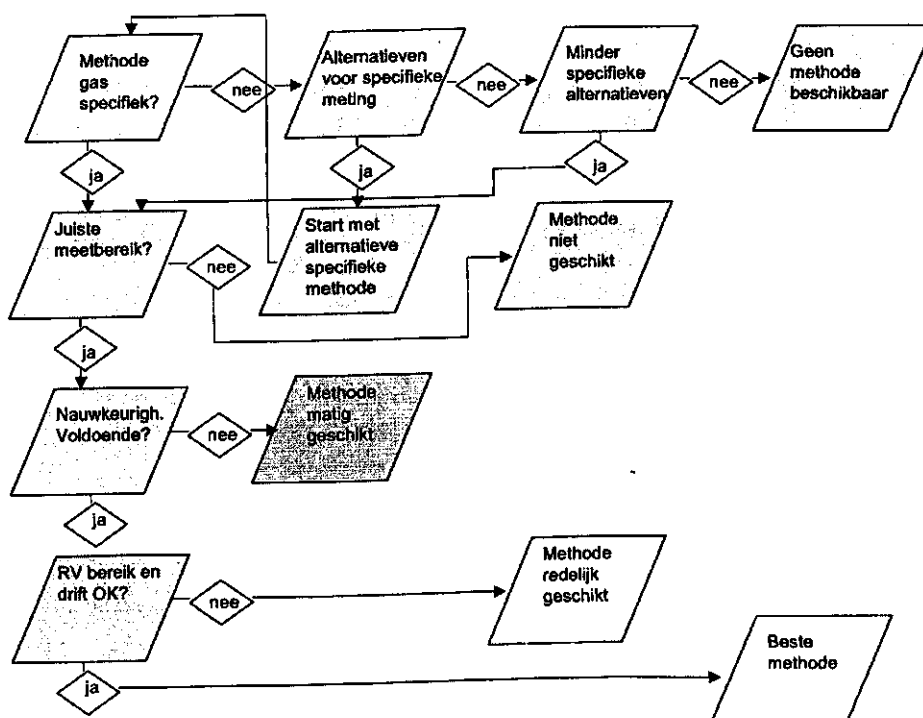 Methode
gas
specifiek?
nee
Alternatieven
voor specifieke
meting
nee
Minder
specifieke
alternatieven
nee
Geen
methode
beschikbaar
ja
ja
ja
Juiste
meetbereik?
nee
Start met
alternatieve
specifieke
methode
Methode
niet
geschikt
ja
Nauwkeurigh.
Voldoende?
nee
Methode
matig
geschikt
ja
RV bereik en
drift OK?
nee
Methode
redelijk
geschikt
ja
Beste
methode